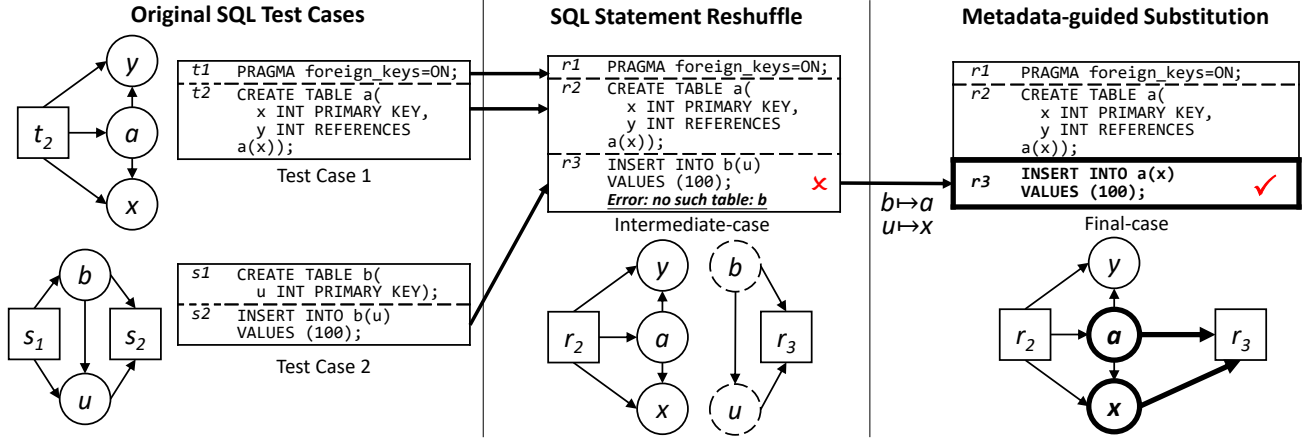 Original SQL Test Cases
y
t2
a
x
t1 PRAGMA foreign_keys=ON;
t2 CREATE TABLE a(
x INT PRIMARY KEY,
y INT REFERENCES
a(x));
Test Case 1
b
s1
s2
u
s1 CREATE TABLE b(
u INT PRIMARY KEY);
s2 INSERT INTO b(u)
VALUES (100);
Test Case 2
SQL Statement Reshuffle
r1 PRAGMA foreign_keys=ON;
r2 CREATE TABLE a(
x INT PRIMARY KEY,
y INT REFERENCES
a(x));
r3 INSERT INTO b(u)
VALUES (100);
Error: no such table: b
Intermediate-case
y
b
r2
a
r3
x
u
b↦a
u↦x
Metadata-guided Substitution
r1 PRAGMA foreign_keys=ON;
r2 CREATE TABLE a(
x INT PRIMARY KEY,
y INT REFERENCES
a(x));
r3 INSERT INTO a(x)
VALUES (100);
Final-case
y
r2
a
r3
x